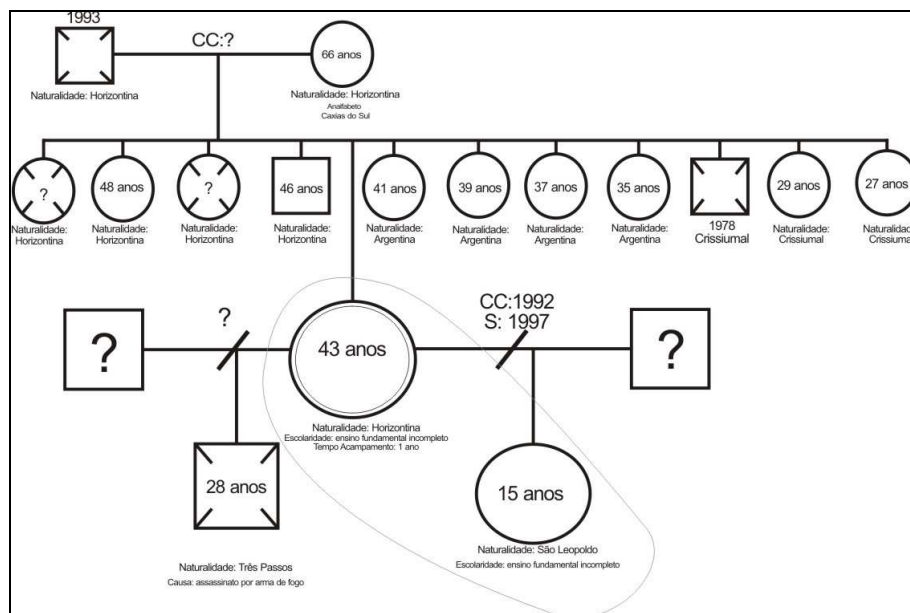 1993
CC:?
66 anos
Naturalidade: Horizontina
Naturalidade: Horizontina
Analfabeto
Caxias do Sul
?
48 anos
?
46 anos
41 anos
39 anos
37 anos
35 anos
29 anos
27 anos
Naturalidade:
Horizontina
Naturalidade:
Horizontina
Naturalidade:
Horizontina
Naturalidade:
Horizontina
Naturalidade:
Argentina
Naturalidade:
Argentina
Naturalidade:
Argentina
Naturalidade:
Argentina
1978
Crissiumal
Naturalidade:
Crissiumal
Naturalidade:
Crissiumal
?
?
43 anos
CC:1992
S: 1997
?
Naturalidade: Horizontina
Escolaridade: ensino fundamental incompleto
Tempo Acampamento: 1 ano
28 anos
15 anos
Naturalidade: Três Passos
Causa: assassinato por arma de fogo
Naturalidade: São Leopoldo
Escolaridade: ensino fundamental incompleto